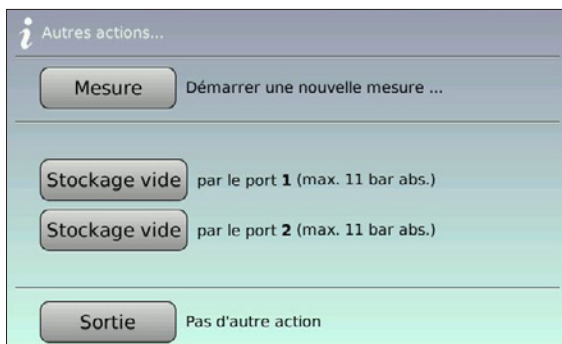 Autres actions...
Mesure Démarrer une nouvelle mesure ...
Stockage vide par le port 1 (max. 11 bar abs.)
Stockage vide par le port 2 (max. 11 bar abs.)
Sortie Pas d'autre action